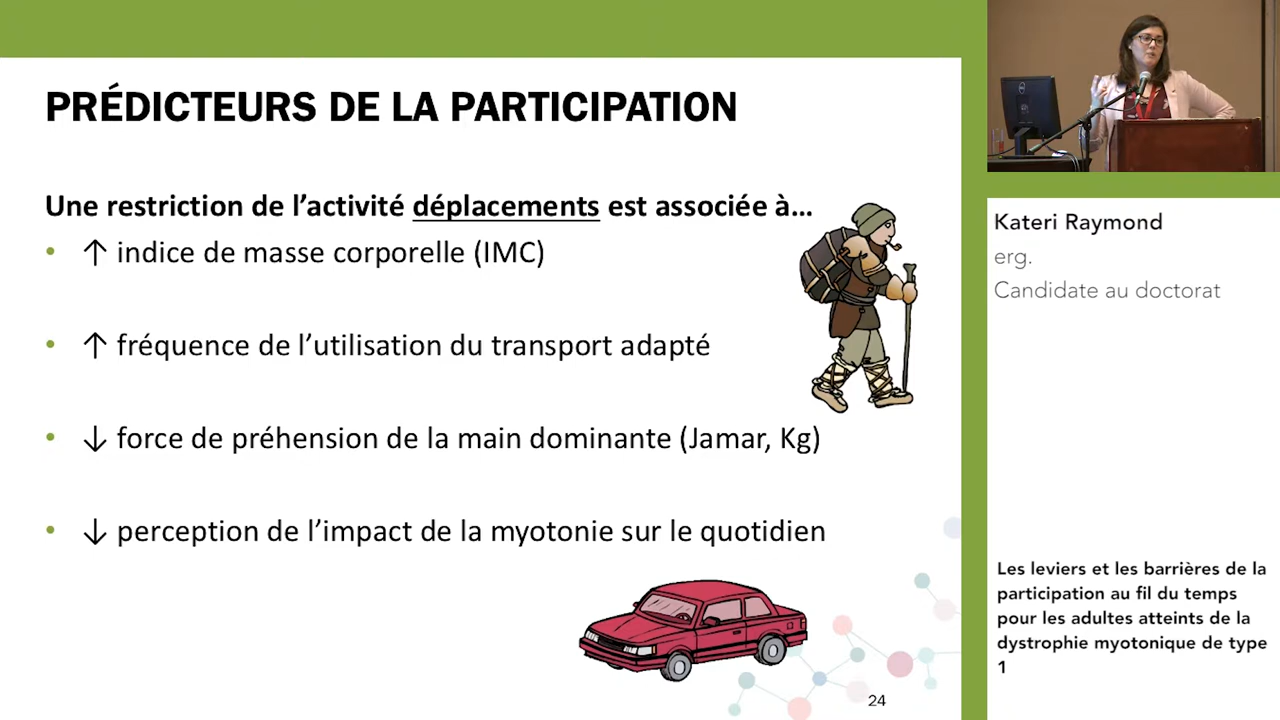 PRÉDICTEURS DE LA PARTICIPATION
Une restriction de l’activité déplacements est associée à…
• ↑ indice de masse corporelle (IMC)
• ↑ fréquence de l’utilisation du transport adapté
• ↓ force de préhension de la main dominante (Jamar, Kg)
• ↓ perception de l’impact de la myotonie sur le quotidien
24
Kateri Raymond
erg.
Candidate au doctorat
Les leviers et les barrières de la
participation au fil du temps
pour les adultes atteints de la
dystrophie myotonique de type
1